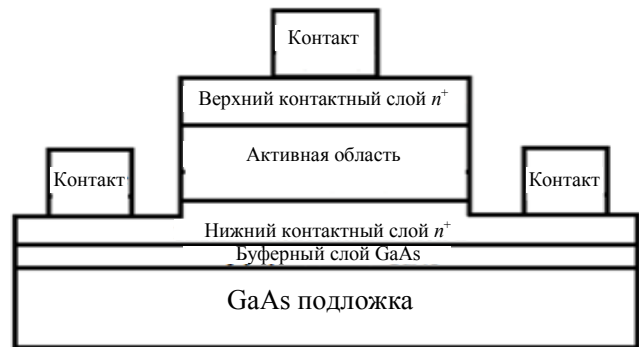 Контакт
Верхний контактный слой n⁺
Активная область
Контакт
Контакт
Нижний контактный слой n⁺
Буферный слой GaAs
GaAs подложка